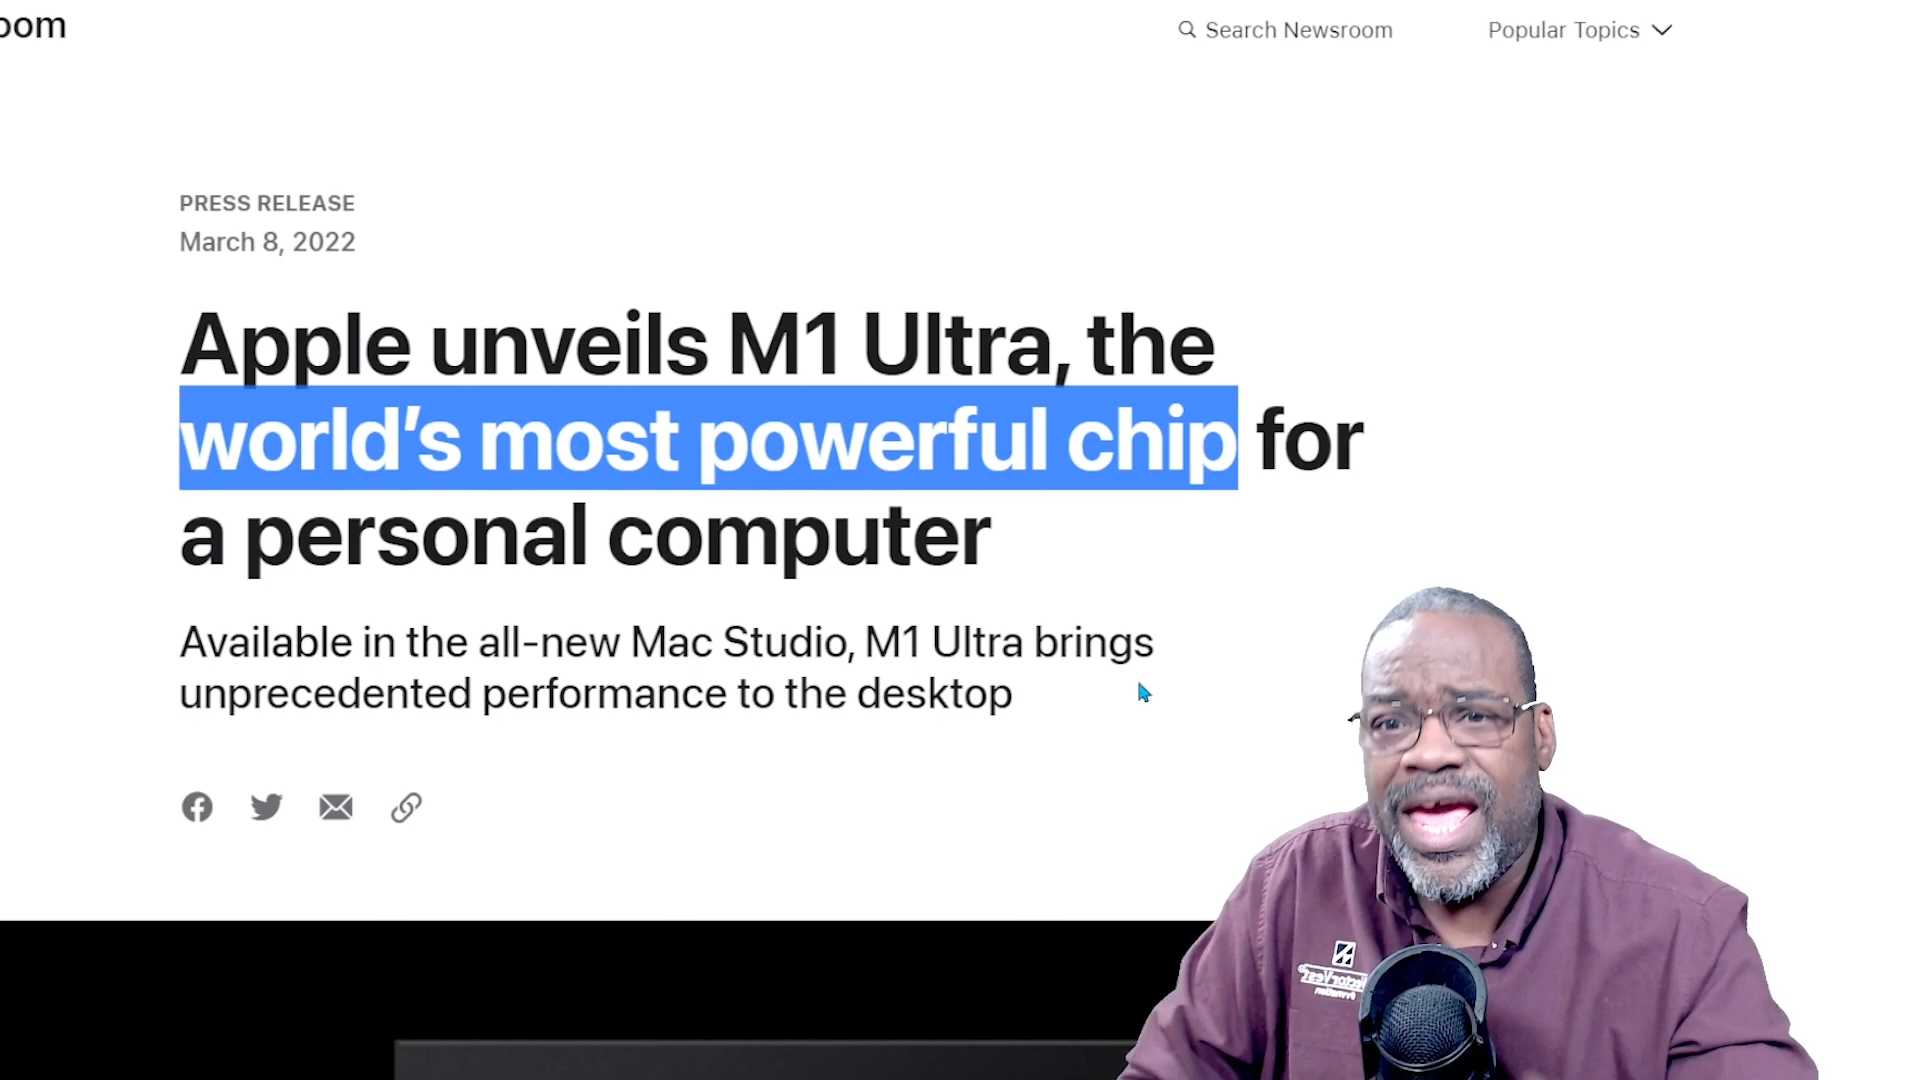 oom
Search Newsroom
Popular Topics
PRESS RELEASE
March 8, 2022
Apple unveils M1 Ultra, the
world’s most powerful chip for
a personal computer
Available in the all-new Mac Studio, M1 Ultra brings
unprecedented performance to the desktop